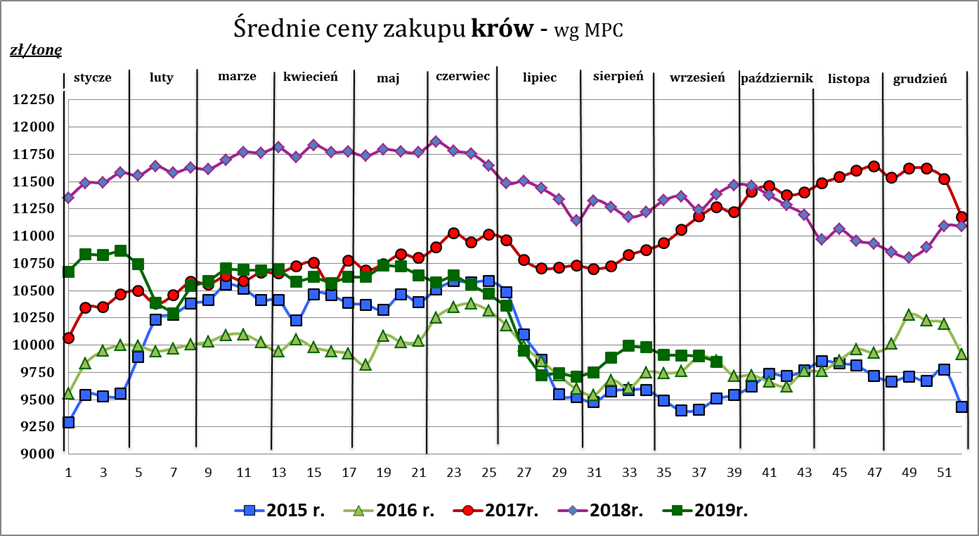 Średnie ceny zakupu krów - wg MPC
zł/tonę
stycze luty marze kwiecień maj czerwiec lipiec sierpień wrzesień październik listopa grudzień
12250
12000
11750
11500
11250
11000
10750
10500
10250
10000
9750
9500
9250
9000
1 3 5 7 9 11 13 15 17 19 21 23 25 27 29 31 33 35 37 39 41 43 45 47 49 51
2015 r. 2016 r. 2017r. 2018r. 2019r.